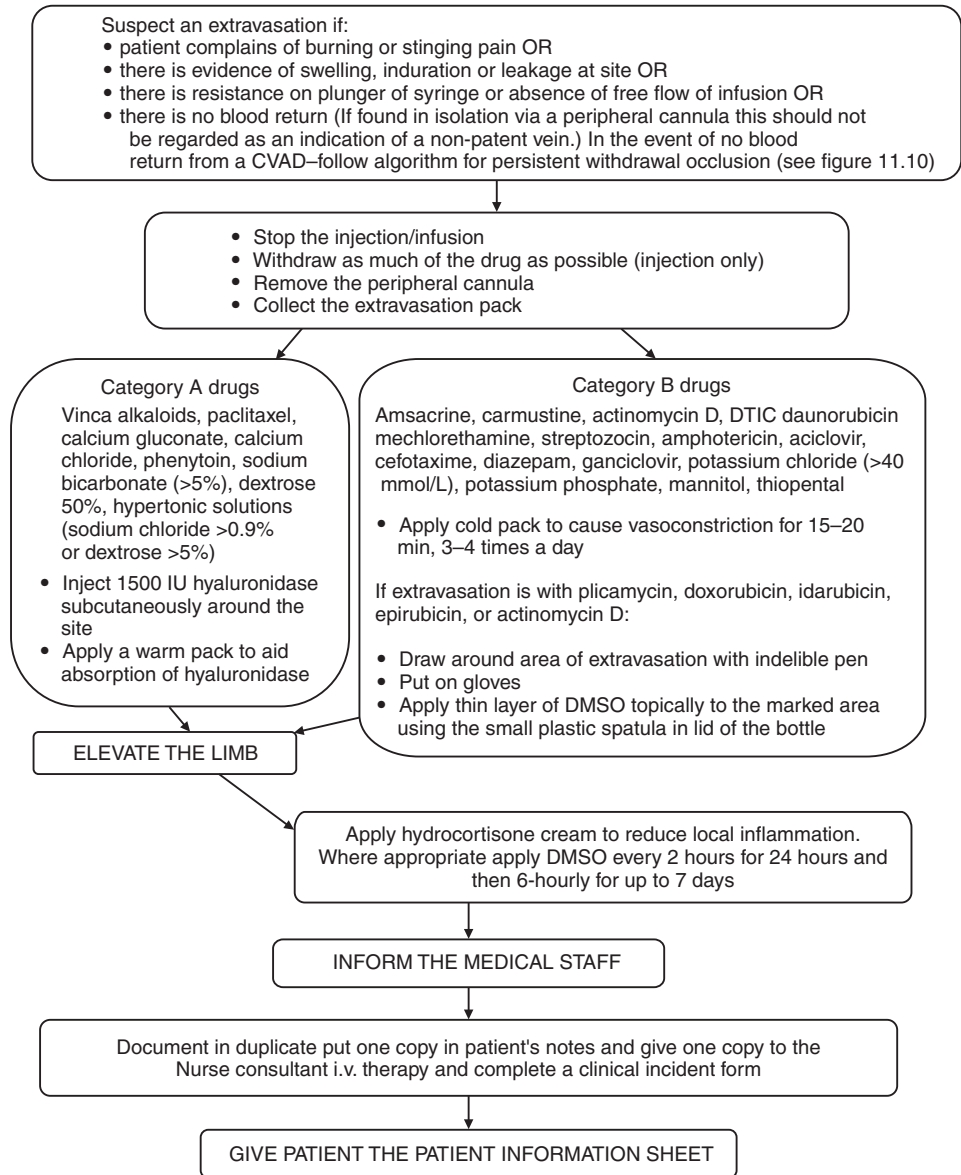 Suspect an extravasation if:
• patient complains of burning or stinging pain OR
• there is evidence of swelling, induration or leakage at site OR
• there is resistance on plunger of syringe or absence of free flow of infusion OR
• there is no blood return (If found in isolation via a peripheral cannula this should not
be regarded as an indication of a non-patent vein.) In the event of no blood
return from a CVAD–follow algorithm for persistent withdrawal occlusion (see figure 11.10)
• Stop the injection/infusion
• Withdraw as much of the drug as possible (injection only)
• Remove the peripheral cannula
• Collect the extravasation pack
Category A drugs
Vinca alkaloids, paclitaxel,
calcium gluconate, calcium
chloride, phenytoin, sodium
bicarbonate (>5%), dextrose
50%, hypertonic solutions
(sodium chloride >0.9%
or dextrose >5%)
• Inject 1500 IU hyaluronidase
subcutaneously around the
site
• Apply a warm pack to aid
absorption of hyaluronidase
Category B drugs
Amsacrine, carmustine, actinomycin D, DTIC daunorubicin
mechlorethamine, streptozocin, amphotericin, aciclovir,
cefotaxime, diazepam, ganciclovir, potassium chloride (>40
mmol/L), potassium phosphate, mannitol, thiopental
• Apply cold pack to cause vasoconstriction for 15–20
min, 3–4 times a day
If extravasation is with plicamycin, doxorubicin, idarubicin,
epirubicin, or actinomycin D:
• Draw around area of extravasation with indelible pen
• Put on gloves
• Apply thin layer of DMSO topically to the marked area
using the small plastic spatula in lid of the bottle
ELEVATE THE LIMB
Apply hydrocortisone cream to reduce local inflammation.
Where appropriate apply DMSO every 2 hours for 24 hours and
then 6-hourly for up to 7 days
INFORM THE MEDICAL STAFF
Document in duplicate put one copy in patient's notes and give one copy to the
Nurse consultant i.v. therapy and complete a clinical incident form
GIVE PATIENT THE PATIENT INFORMATION SHEET